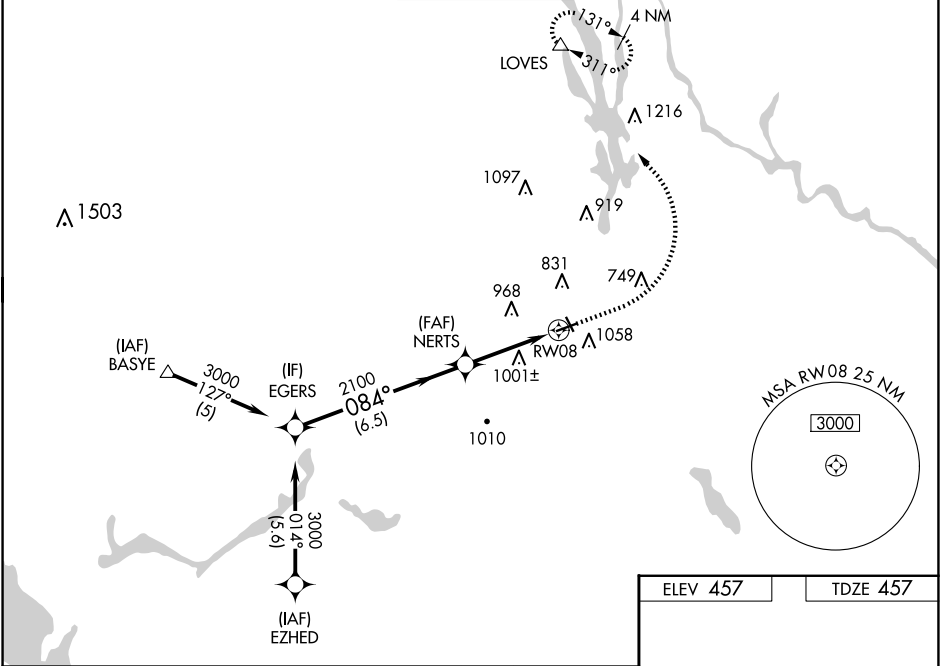 131°
4 NM
LOVES
311°
1216
1097
1503
919
831
749
968
(FAF)
NERTS
1058
RW08
1001±
(IAF)
BASYE
3000
127°
(5)
(IF)
EGERS
2100
084°
(6.5)
1010
MSA RW08 25 NM
3000
3000
014°
(5.6)
(IAF)
EZHED
ELEV 457
TDZE 457